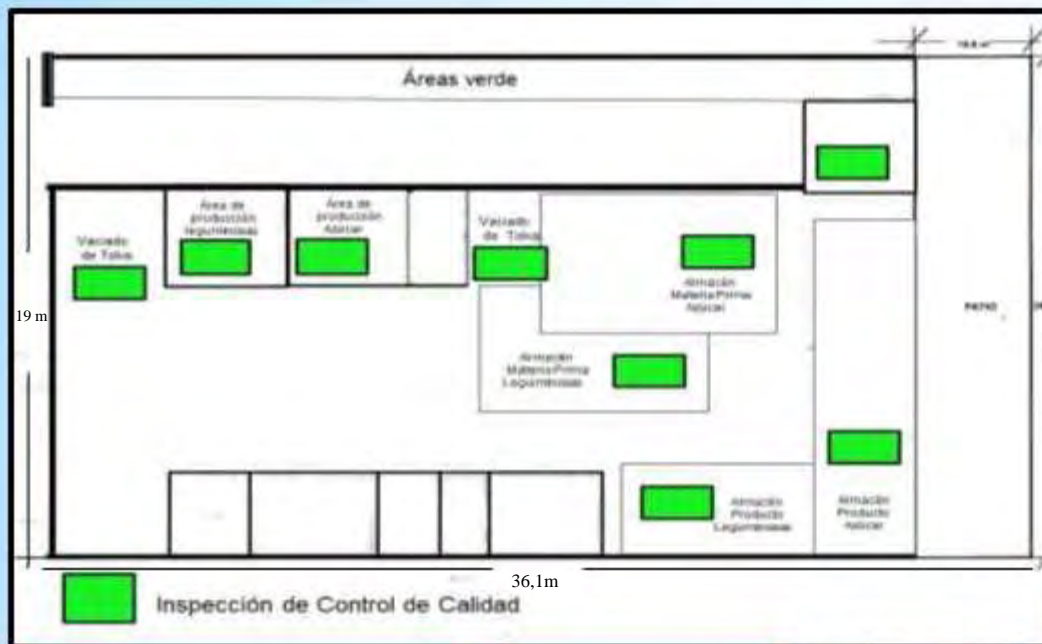 Áreas verde
Área de
producción
leguminosas
Área de
producción
Azúcar
Vaciado
de Tolva
Vaciado
de Tolva
Almacén
Materia Prima
Azúcar
19 m
PATIO
Almacén
Materia Prima
Leguminosas
Almacén
Producto
Leguminosas
Almacén
Producto
Azúcar
36,1m
Inspección de Control de Calidad